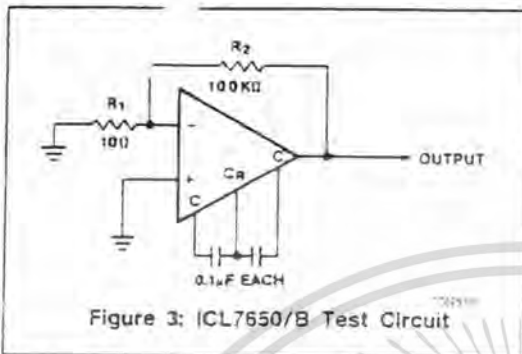 R2
100KΩ
R1
10Ω
-
+
C
CR
C
OUTPUT
0.1µF EACH
Figure 3: ICL7650/B Test Circuit